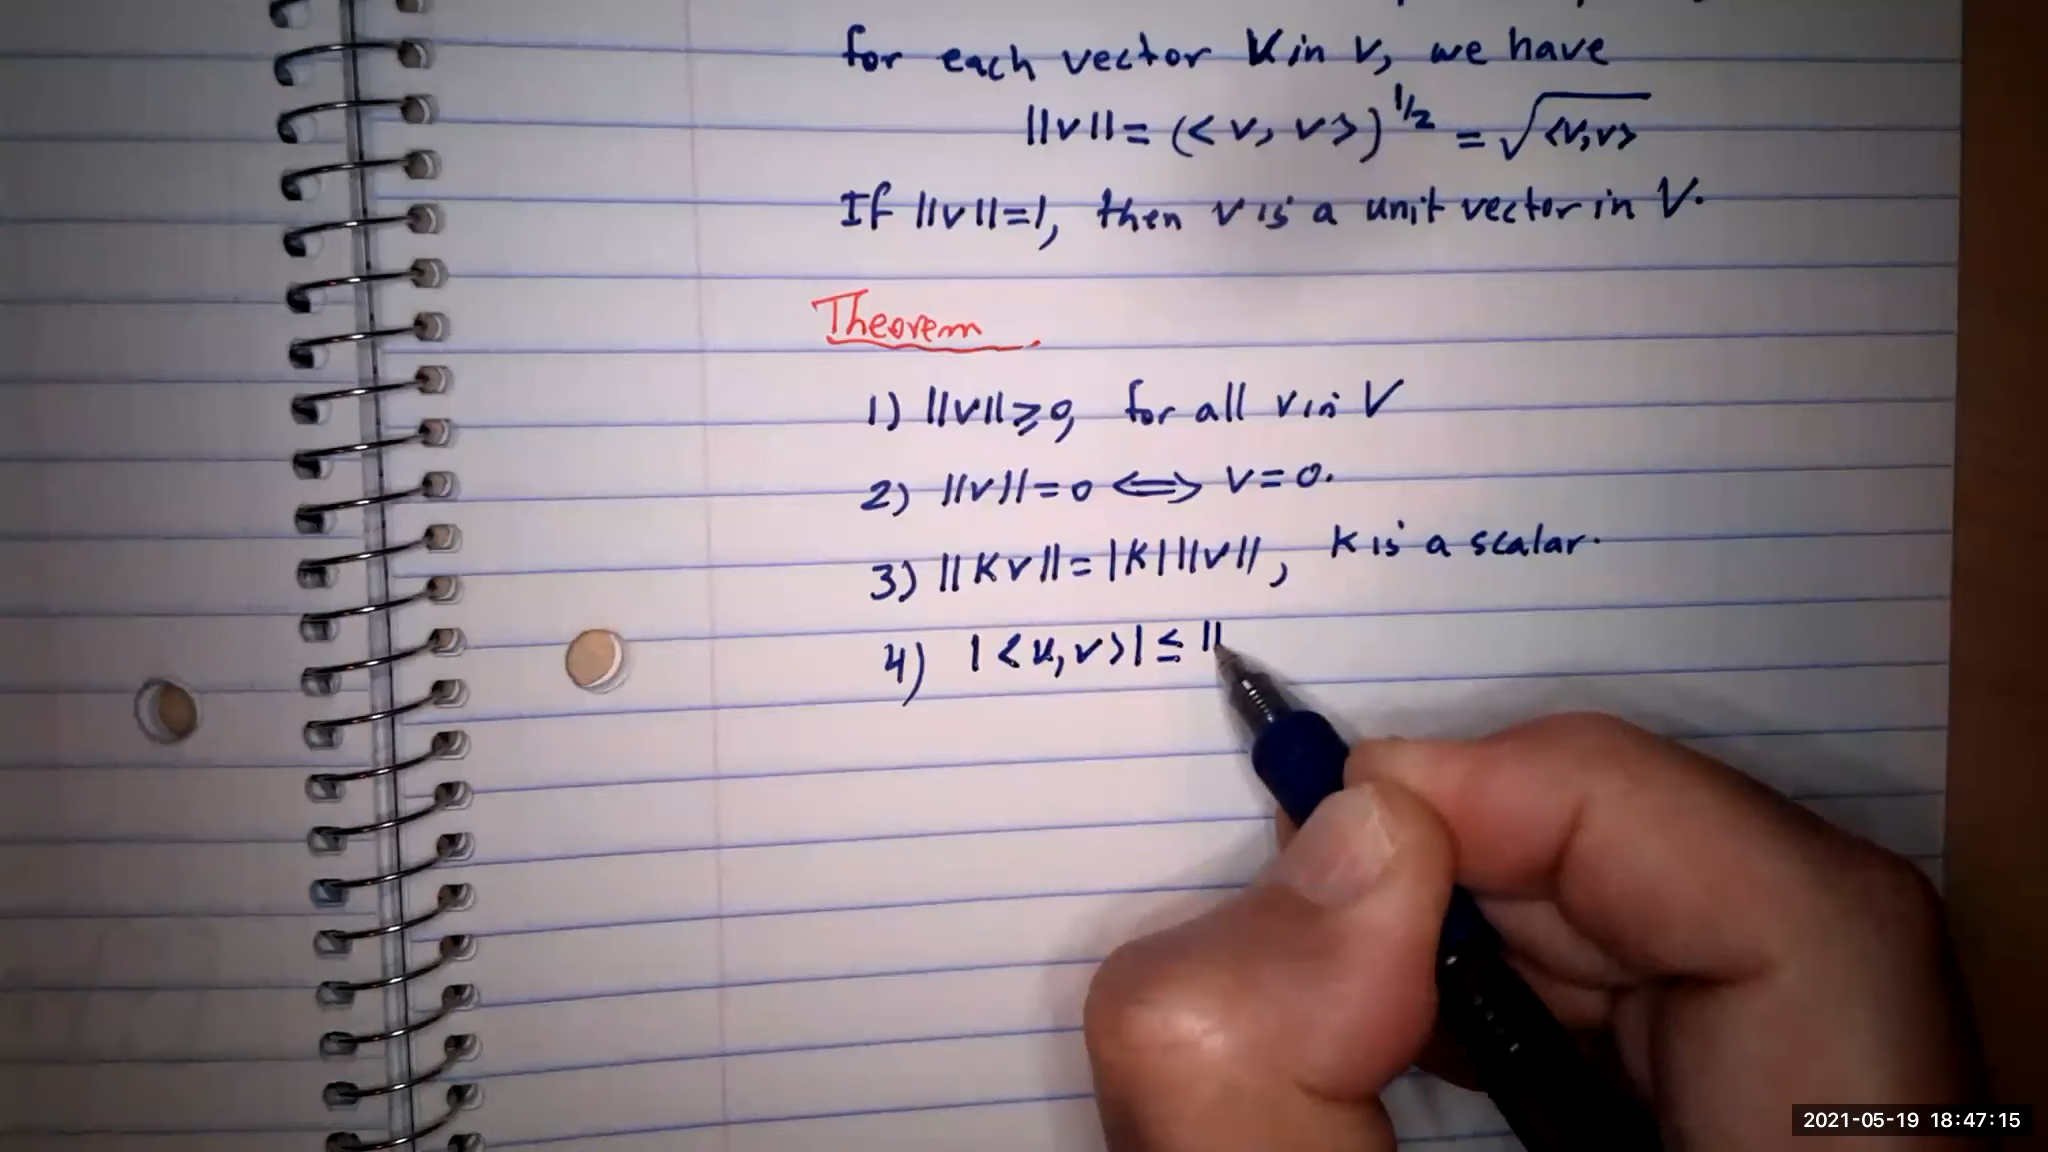 for each vector V in V, we have
||v|| = (<v, v>)^1/2 = √<v,v>
If ||v||=1, then v is a unit vector in V.
Theorem
1) ||v||≥0, for all v in V
2) ||v||=0 ⟺ v=0.
3) ||Kv||=|K|||v||, K is a scalar.
4) |<u,v>| ≤ ||
2021-05-19 18:47:15